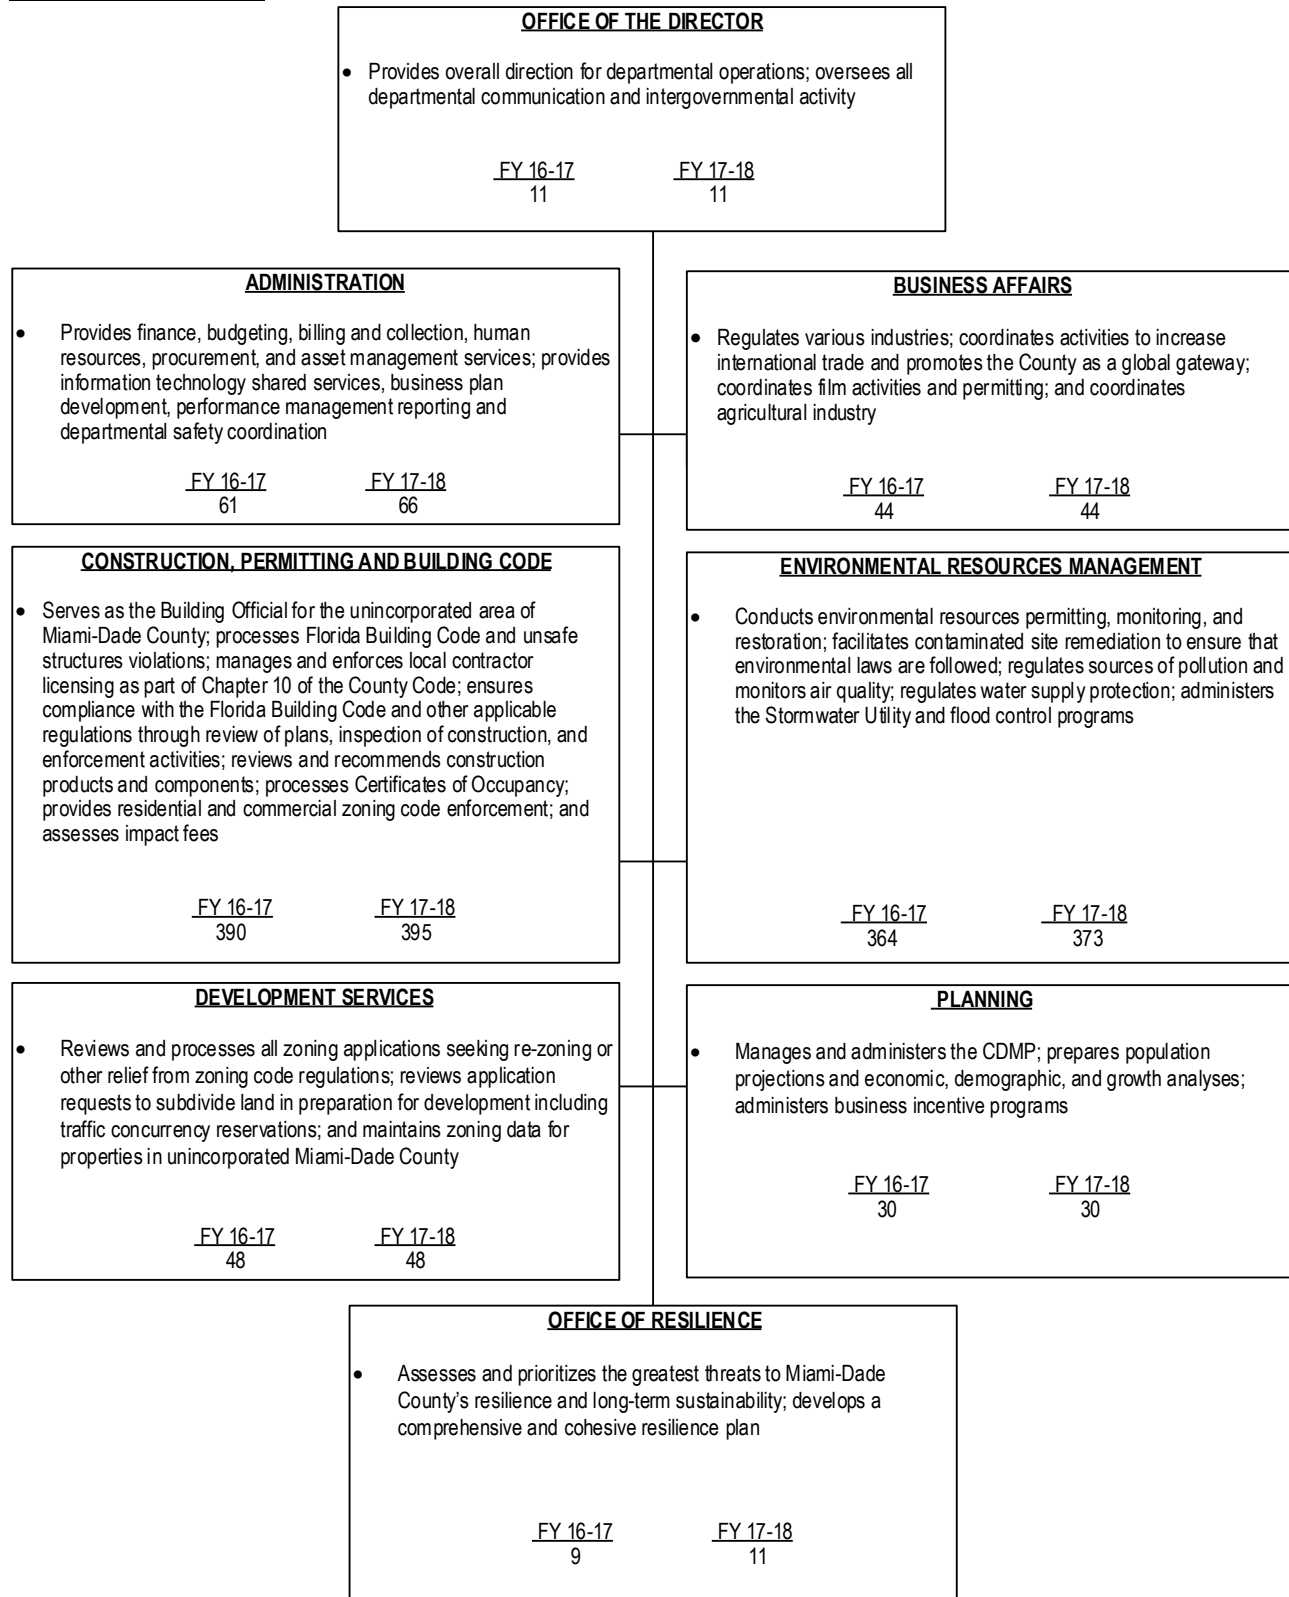 OFFICE OF THE DIRECTOR
• Provides overall direction for departmental operations; oversees all
departmental communication and intergovernmental activity
FY 16-17 FY 17-18
11 11
ADMINISTRATION
• Provides finance, budgeting, billing and collection, human
resources, procurement, and asset management services; provides
information technology shared services, business plan
development, performance management reporting and
departmental safety coordination
FY 16-17 FY 17-18
61 66
BUSINESS AFFAIRS
• Regulates various industries; coordinates activities to increase
international trade and promotes the County as a global gateway;
coordinates film activities and permitting; and coordinates
agricultural industry
FY 16-17 FY 17-18
44 44
CONSTRUCTION, PERMITTING AND BUILDING CODE
• Serves as the Building Official for the unincorporated area of
Miami-Dade County; processes Florida Building Code and unsafe
structures violations; manages and enforces local contractor
licensing as part of Chapter 10 of the County Code; ensures
compliance with the Florida Building Code and other applicable
regulations through review of plans, inspection of construction, and
enforcement activities; reviews and recommends construction
products and components; processes Certificates of Occupancy;
provides residential and commercial zoning code enforcement; and
assesses impact fees
FY 16-17 FY 17-18
390 395
ENVIRONMENTAL RESOURCES MANAGEMENT
• Conducts environmental resources permitting, monitoring, and
restoration; facilitates contaminated site remediation to ensure that
environmental laws are followed; regulates sources of pollution and
monitors air quality; regulates water supply protection; administers
the Stormwater Utility and flood control programs
FY 16-17 FY 17-18
364 373
DEVELOPMENT SERVICES
• Reviews and processes all zoning applications seeking re-zoning or
other relief from zoning code regulations; reviews application
requests to subdivide land in preparation for development including
traffic concurrency reservations; and maintains zoning data for
properties in unincorporated Miami-Dade County
FY 16-17 FY 17-18
48 48
PLANNING
• Manages and administers the CDMP; prepares population
projections and economic, demographic, and growth analyses;
administers business incentive programs
FY 16-17 FY 17-18
30 30
OFFICE OF RESILIENCE
• Assesses and prioritizes the greatest threats to Miami-Dade
County's resilience and long-term sustainability; develops a
comprehensive and cohesive resilience plan
FY 16-17 FY 17-18
9 11